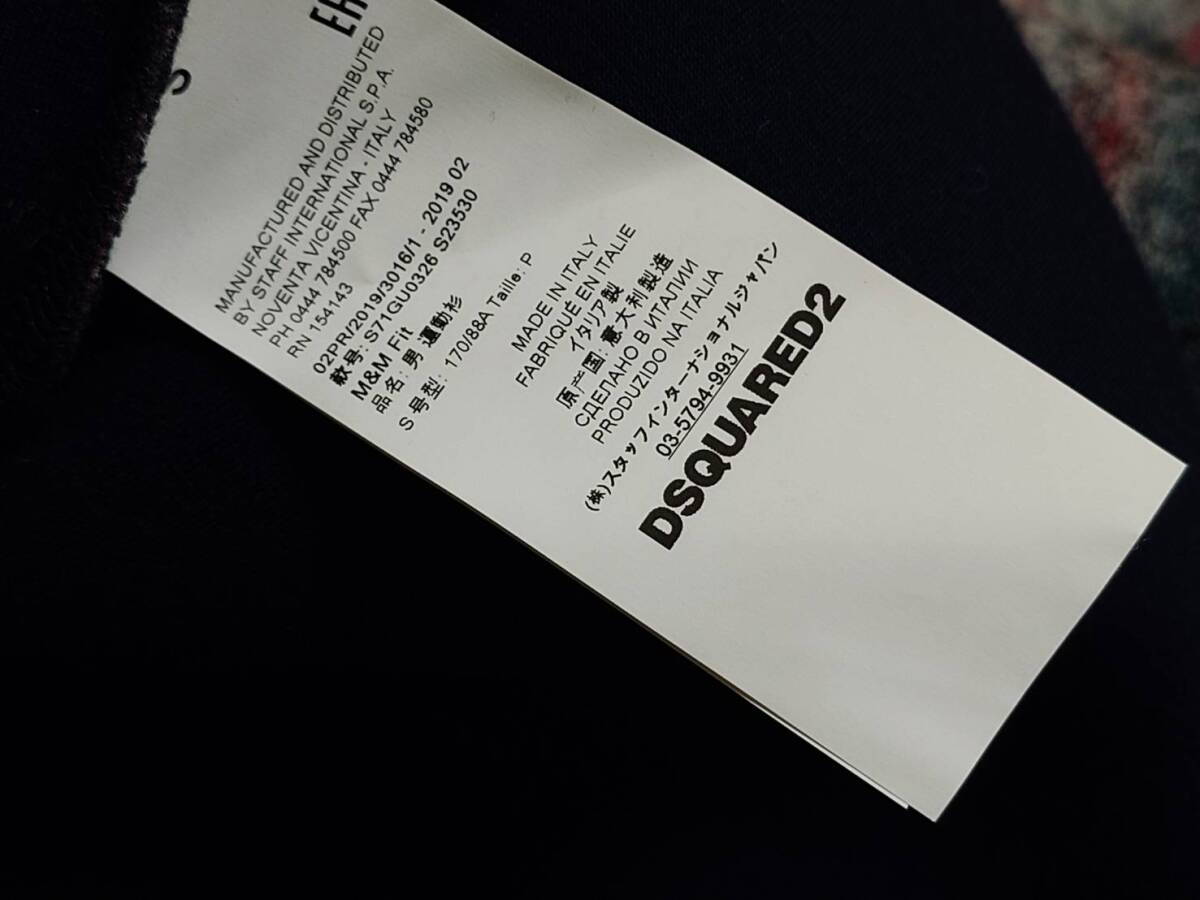 S
EH
MANUFACTURED AND DISTRIBUTED
BY STAFF INTERNATIONAL S.P.A.
NOVENTA VICENTINA - ITALY
PH 0444 784500 FAX 0444 784580
RN 154143
02PR/2019/3016/1 - 2019 02
款号: S71GU0326 S23530
M&M Fit
品名: 男 運動衫
S 号型: 170/88A Taille: P
MADE IN ITALY
FABRIQUÉ EN ITALIE
イタリア製
原产国: 意大利製造
СДЕЛАНО В ИТАЛИИ
PRODUZIDO NA ITALIA
(株)スタッフインターナショナルジャパン
03-5794-9931
DSQUARED2